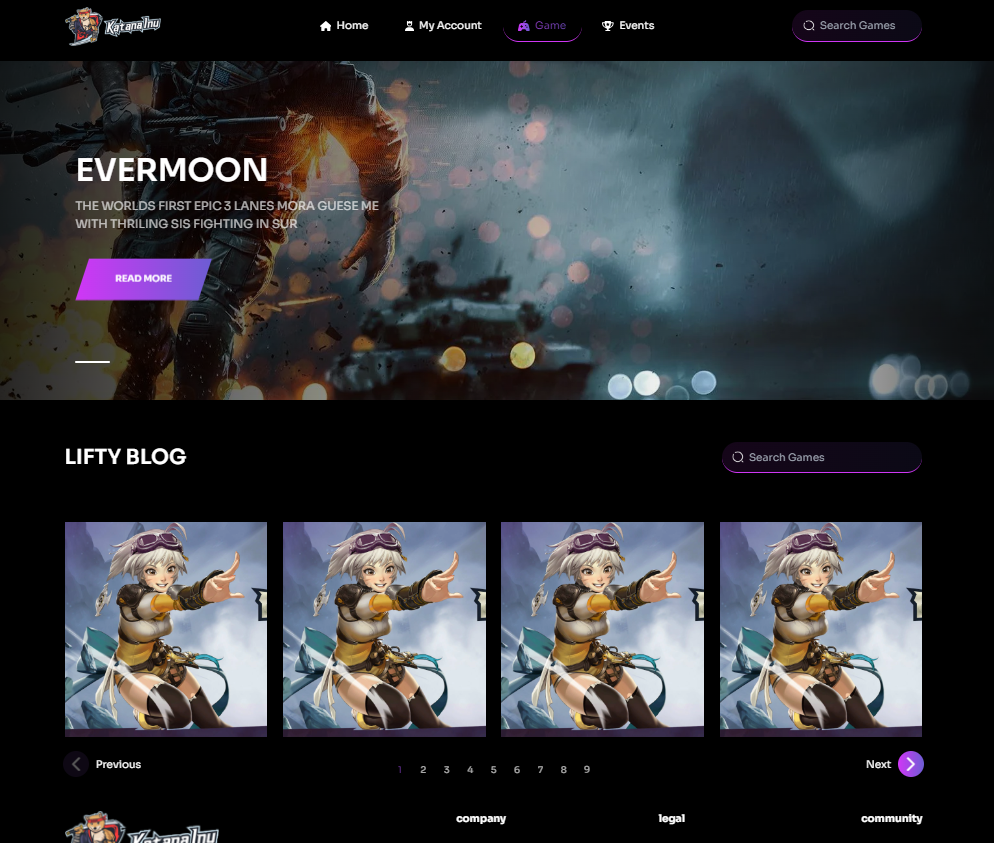 KatanaInu
Home
My Account
Game
Events
Search Games
EVERMOON
THE WORLDS FIRST EPIC 3 LANES MORA GUESE ME
WITH THRILING SIS FIGHTING IN SUR
READ MORE
LIFTY BLOG
Search Games
Previous
1 2 3 4 5 6 7 8 9
Next
KatanaInu
company
legal
community